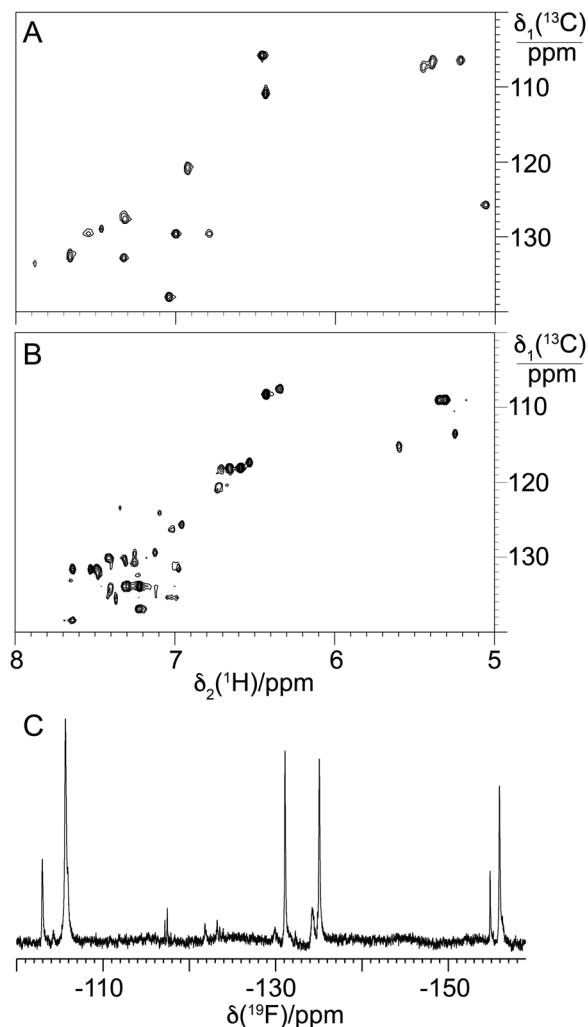 A
δ₁(¹³C)
ppm
110
120
130
B
δ₁(¹³C)
ppm
110
120
130
8 7 6 5
δ₂(¹H)/ppm
C
-110 -130 -150
δ(¹⁹F)/ppm